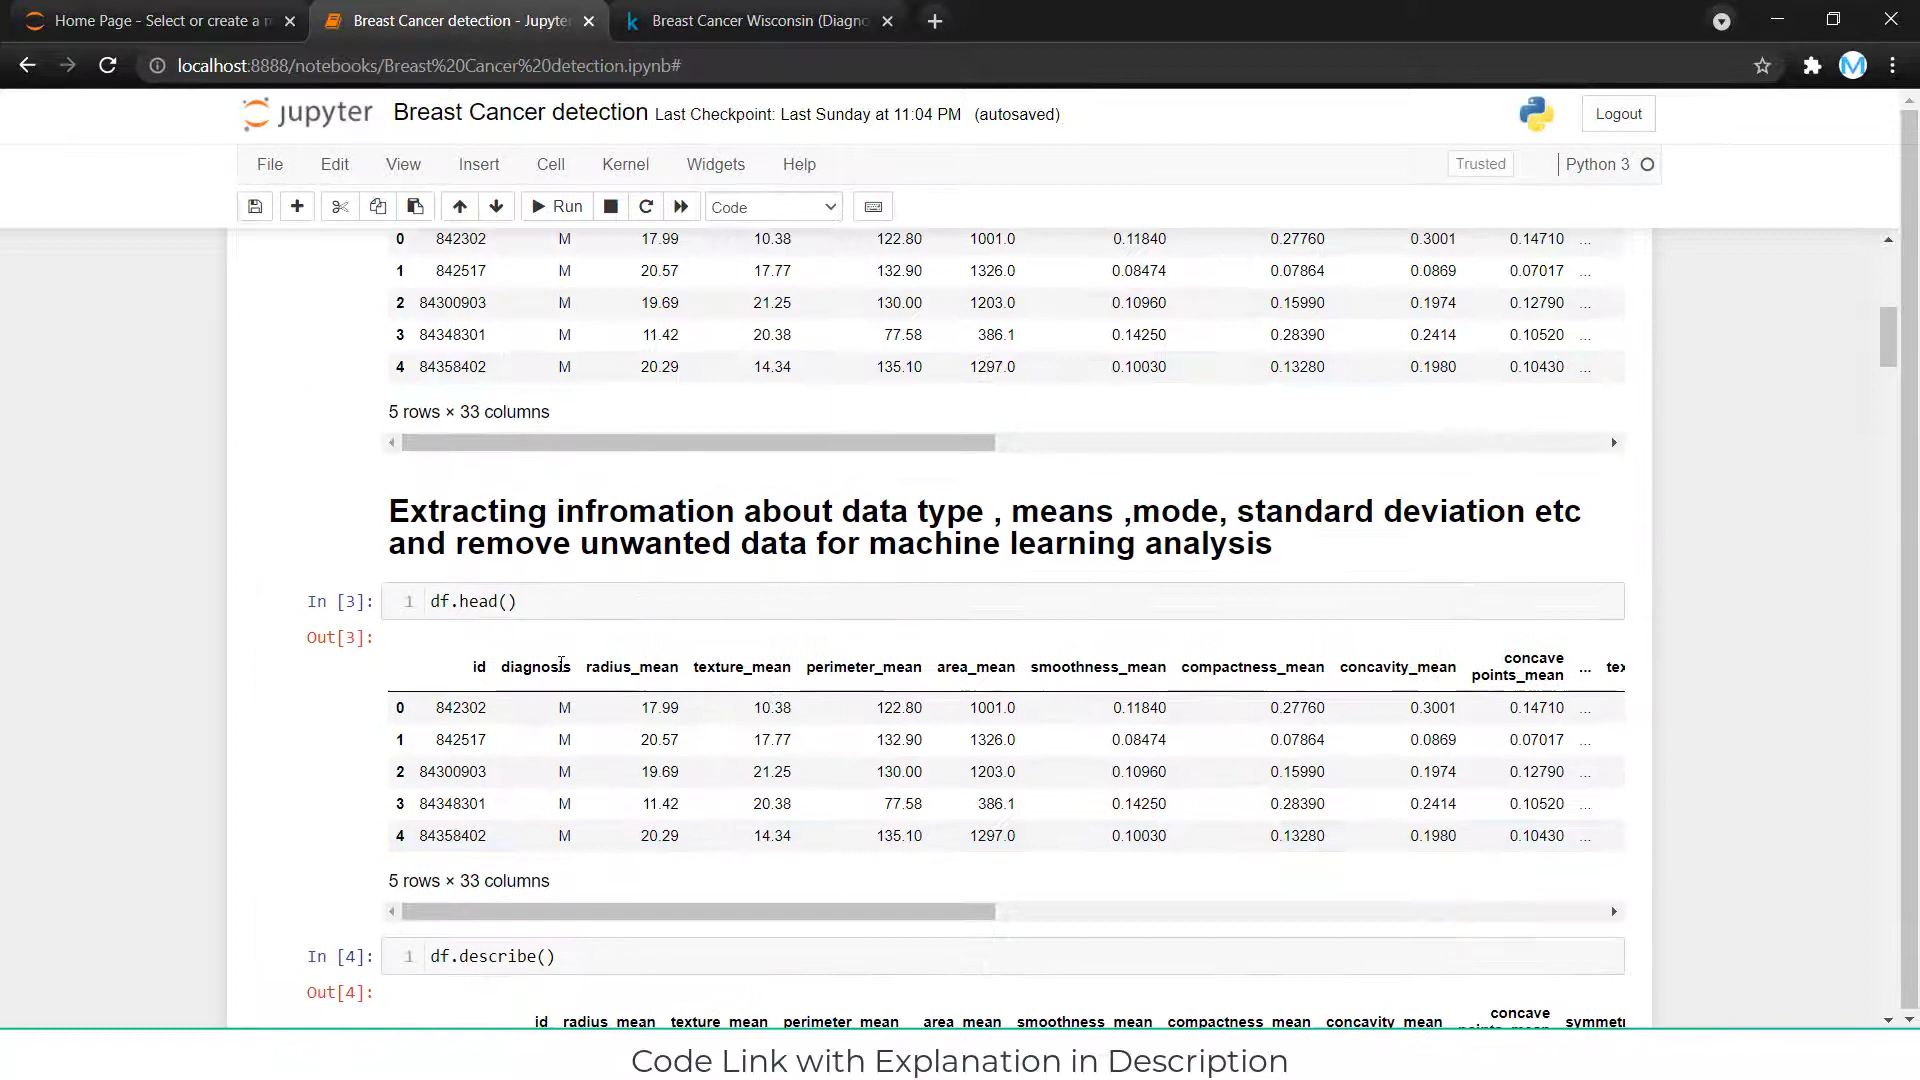 Home Page - Select or create a n
Breast Cancer detection - Jupyte
Breast Cancer Wisconsin (Diagno
localhost:8888/notebooks/Breast%20Cancer%20detection.ipynb#
jupyter Breast Cancer detection Last Checkpoint: Last Sunday at 11:04 PM (autosaved)
Logout
File Edit View Insert Cell Kernel Widgets Help
Trusted
Python 3
Run
Code
0 842302 M 17.99 10.38 122.80 1001.0 0.11840 0.27760 0.3001 0.14710 ...
1 842517 M 20.57 17.77 132.90 1326.0 0.08474 0.07864 0.0869 0.07017 ...
2 84300903 M 19.69 21.25 130.00 1203.0 0.10960 0.15990 0.1974 0.12790 ...
3 84348301 M 11.42 20.38 77.58 386.1 0.14250 0.28390 0.2414 0.10520 ...
4 84358402 M 20.29 14.34 135.10 1297.0 0.10030 0.13280 0.1980 0.10430 ...
5 rows × 33 columns
Extracting infromation about data type , means ,mode, standard deviation etc
and remove unwanted data for machine learning analysis
In [3]: 1 df.head()
Out[3]:
id diagnosis radius_mean texture_mean perimeter_mean area_mean smoothness_mean compactness_mean concavity_mean concave points_mean ... tex
0 842302 M 17.99 10.38 122.80 1001.0 0.11840 0.27760 0.3001 0.14710 ...
1 842517 M 20.57 17.77 132.90 1326.0 0.08474 0.07864 0.0869 0.07017 ...
2 84300903 M 19.69 21.25 130.00 1203.0 0.10960 0.15990 0.1974 0.12790 ...
3 84348301 M 11.42 20.38 77.58 386.1 0.14250 0.28390 0.2414 0.10520 ...
4 84358402 M 20.29 14.34 135.10 1297.0 0.10030 0.13280 0.1980 0.10430 ...
5 rows × 33 columns
In [4]: 1 df.describe()
Out[4]:
id radius_mean texture_mean perimeter_mean area_mean smoothness_mean compactness_mean concavity_mean concave symmetr
Code Link with Explanation in Description